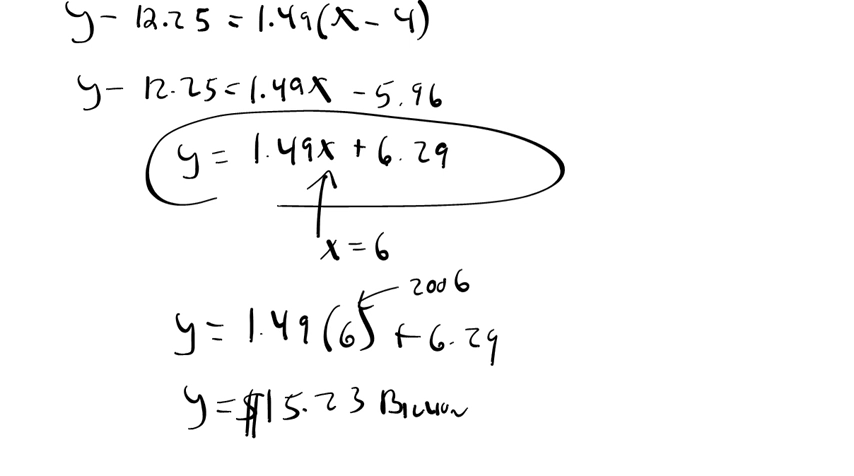 y - 12.25 = 1.49(x - 4)
y - 12.25 = 1.49x - 5.96
y = 1.49x + 6.29
x = 6
2006
y = 1.49(6) + 6.29
y = $15.23 Billion